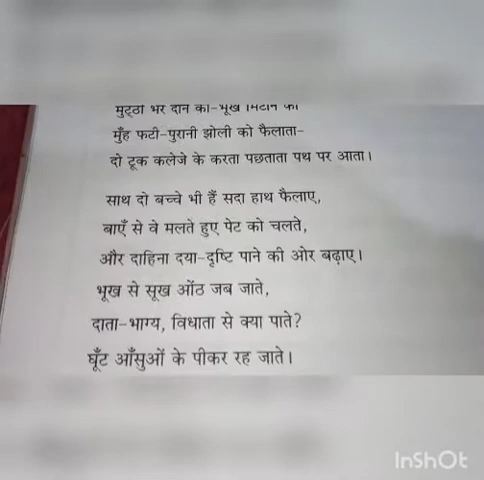 मुट्ठी भर दाने को-भूख मिटाने को
मुँह फटी-पुरानी झोली को फैलाता-
दो टूक कलेजे के करता पछताता पथ पर आता।
साथ दो बच्चे भी हैं सदा हाथ फैलाए,
बाएँ से वे मलते हुए पेट को चलते,
और दाहिना दया-दृष्टि पाने की ओर बढ़ाए।
भूख से सूख ओंठ जब जाते,
दाता-भाग्य, विधाता से क्या पाते?
घूँट आँसुओं के पीकर रह जाते।
InShOt